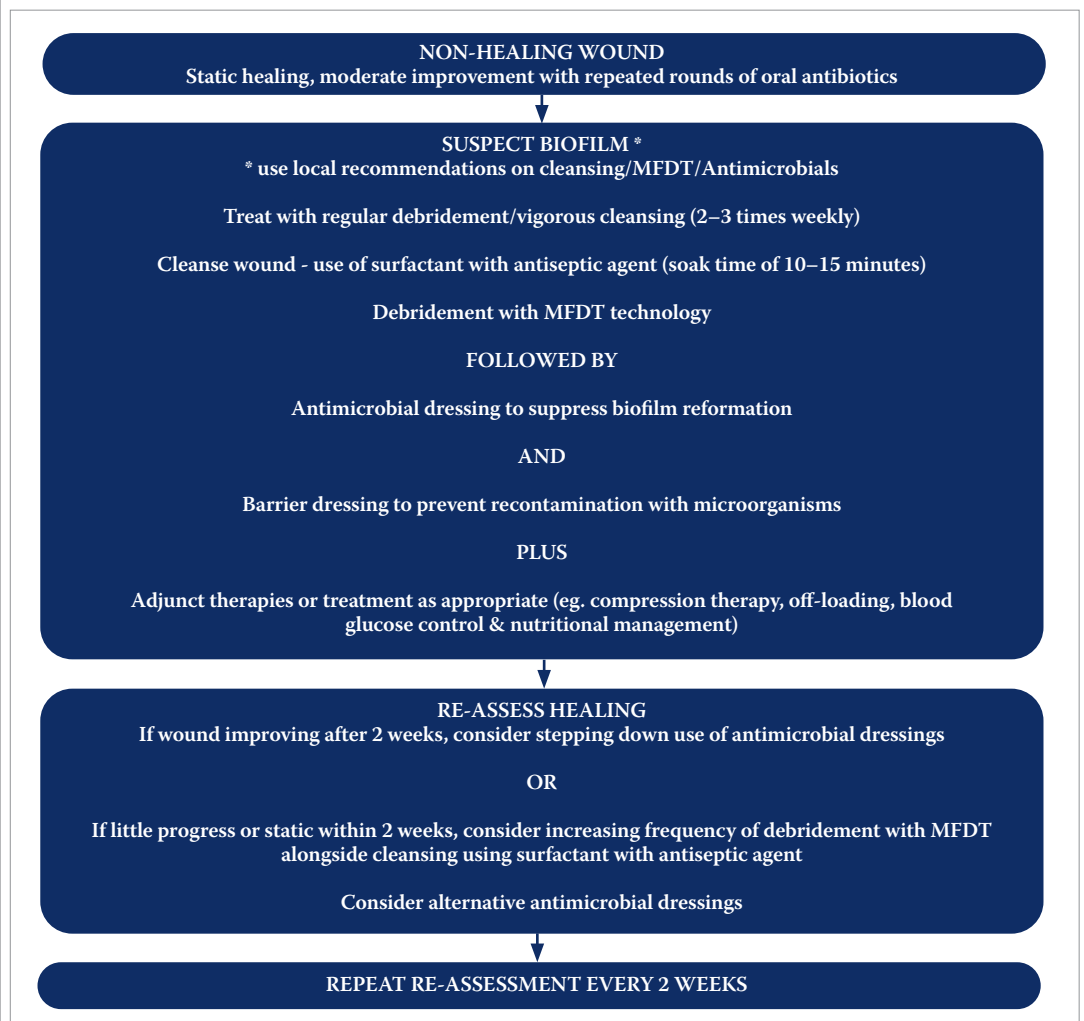 NON-HEALING WOUND
Static healing, moderate improvement with repeated rounds of oral antibiotics
SUSPECT BIOFILM *
* use local recommendations on cleansing/MFDT/Antimicrobials
Treat with regular debridement/vigorous cleansing (2–3 times weekly)
Cleanse wound - use of surfactant with antiseptic agent (soak time of 10–15 minutes)
Debridement with MFDT technology
FOLLOWED BY
Antimicrobial dressing to suppress biofilm reformation
AND
Barrier dressing to prevent recontamination with microorganisms
PLUS
Adjunct therapies or treatment as appropriate (eg. compression therapy, off-loading, blood
glucose control & nutritional management)
RE-ASSESS HEALING
If wound improving after 2 weeks, consider stepping down use of antimicrobial dressings
OR
If little progress or static within 2 weeks, consider increasing frequency of debridement with MFDT
alongside cleansing using surfactant with antiseptic agent
Consider alternative antimicrobial dressings
REPEAT RE-ASSESSMENT EVERY 2 WEEKS